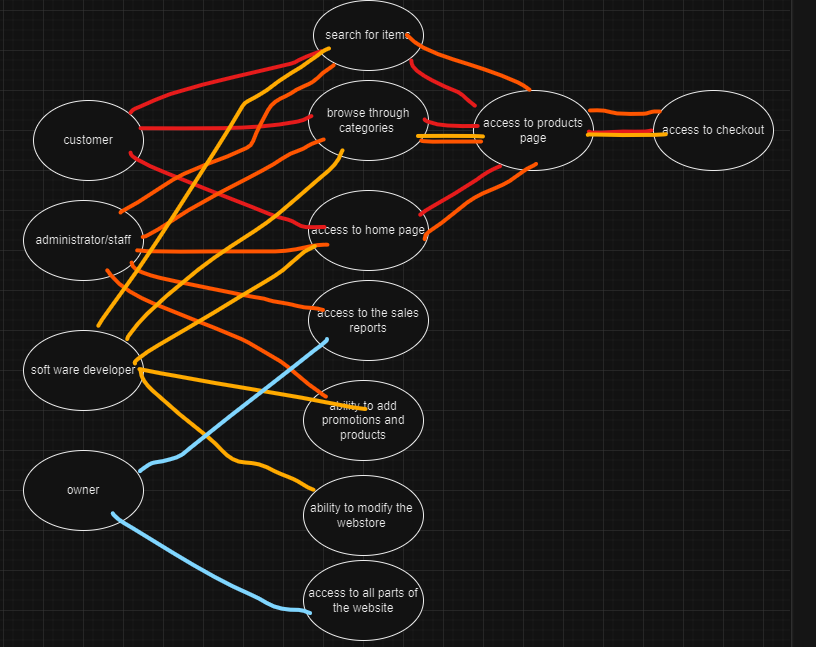 search for items
browse through
categories
access to products
page
access to checkout
customer
administrator/staff
access to home page
access to the sales
reports
soft ware developer
ability to add
promotions and
products
owner
ability to modify the
webstore
access to all parts of
the website